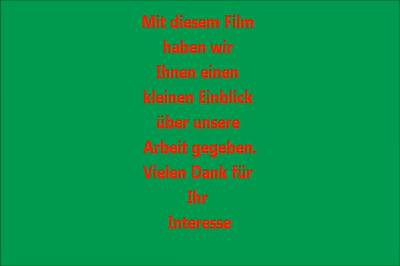 Mit diesem Film
haben wir
Ihnen einen
kleinen Einblick
über unsere
Arbeit gegeben.
Vielen Dank für
Ihr
Interesse